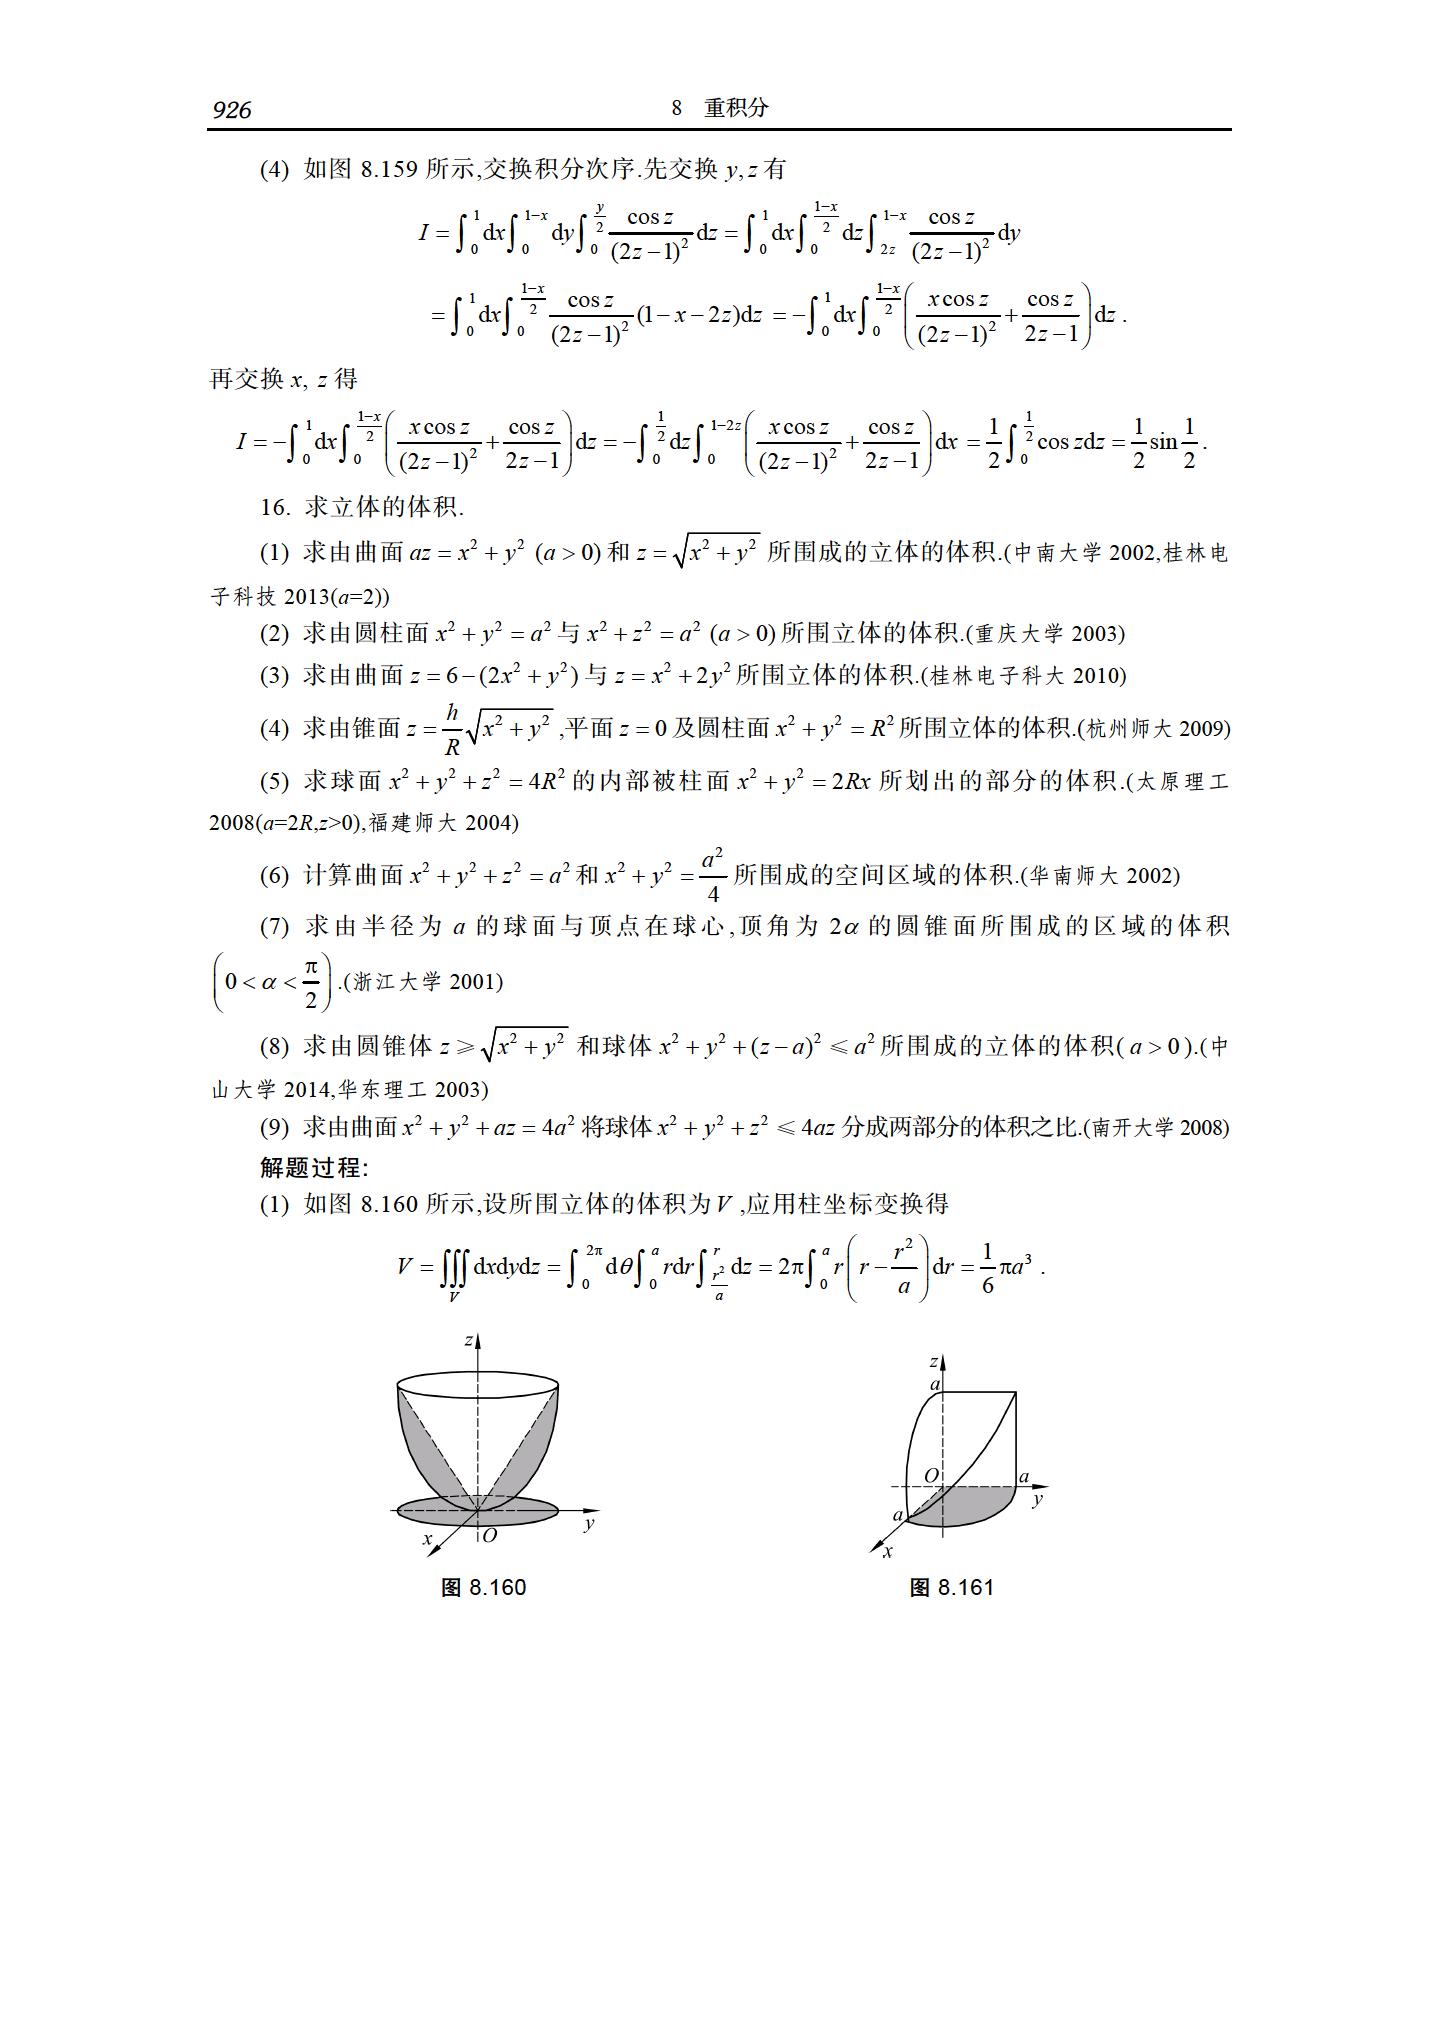 926 8 重积分
(4) 如图 8.159 所示,交换积分次序.先交换 y, z 有
$I=\int_0^1 dx\int_0^{1-x}dy\int_0^{\frac{y}{2}}\frac{\cos z}{(2z-1)^2}dz=\int_0^1 dx\int_0^{\frac{1-x}{2}}dz\int_{2z}^{1-x}\frac{\cos z}{(2z-1)^2}dy$
$=\int_0^1 dx\int_0^{\frac{1-x}{2}}\frac{\cos z}{(2z-1)^2}(1-x-2z)dz=-\int_0^1 dx\int_0^{\frac{1-x}{2}}\left(\frac{x\cos z}{(2z-1)^2}+\frac{\cos z}{2z-1}\right)dz.$
再交换 x, z 得
$I=-\int_0^1 dx\int_0^{\frac{1-x}{2}}\left(\frac{x\cos z}{(2z-1)^2}+\frac{\cos z}{2z-1}\right)dz=-\int_0^{\frac{1}{2}}dz\int_0^{1-2z}\left(\frac{x\cos z}{(2z-1)^2}+\frac{\cos z}{2z-1}\right)dx=\frac{1}{2}\int_0^{\frac{1}{2}}\cos zdz=\frac{1}{2}\sin\frac{1}{2}.$
16. 求立体的体积.
(1) 求由曲面 $az=x^2+y^2$ $(a>0)$ 和 $z=\sqrt{x^2+y^2}$ 所围成的立体的体积.(中南大学 2002,桂林电
子科技 2013(a=2))
(2) 求由圆柱面 $x^2+y^2=a^2$ 与 $x^2+z^2=a^2$ $(a>0)$ 所围立体的体积.(重庆大学 2003)
(3) 求由曲面 $z=6-(2x^2+y^2)$ 与 $z=x^2+2y^2$ 所围立体的体积.(桂林电子科大 2010)
(4) 求由锥面 $z=\frac{h}{R}\sqrt{x^2+y^2}$,平面 $z=0$ 及圆柱面 $x^2+y^2=R^2$ 所围立体的体积.(杭州师大 2009)
(5) 求球面 $x^2+y^2+z^2=4R^2$ 的内部被柱面 $x^2+y^2=2Rx$ 所划出的部分的体积.(太原理工
2008(a=2R,z>0),福建师大 2004)
(6) 计算曲面 $x^2+y^2+z^2=a^2$ 和 $x^2+y^2=\frac{a^2}{4}$ 所围成的空间区域的体积.(华南师大 2002)
(7) 求由半径为 a 的球面与顶点在球心,顶角为 2α 的圆锥面所围成的区域的体积
$\left(0<\alpha<\frac{\pi}{2}\right)$.(浙江大学 2001)
(8) 求由圆锥体 $z\geqslant\sqrt{x^2+y^2}$ 和球体 $x^2+y^2+(z-a)^2\leqslant a^2$ 所围成的立体的体积($a>0$).(中
山大学 2014,华东理工 2003)
(9) 求由曲面 $x^2+y^2+az=4a^2$ 将球体 $x^2+y^2+z^2\leqslant 4az$ 分成两部分的体积之比.(南开大学 2008)
解题过程:
(1) 如图 8.160 所示,设所围立体的体积为V ,应用柱坐标变换得
$V=\iiint_V dxdydz=\int_0^{2\pi}d\theta\int_0^a rdr\int_{\frac{r^2}{a}}^r dz=2\pi\int_0^a r\left(r-\frac{r^2}{a}\right)dr=\frac{1}{6}\pi a^3.$
z
y
x
O
图 8.160
z
a
O
a
y
a
x
图 8.161